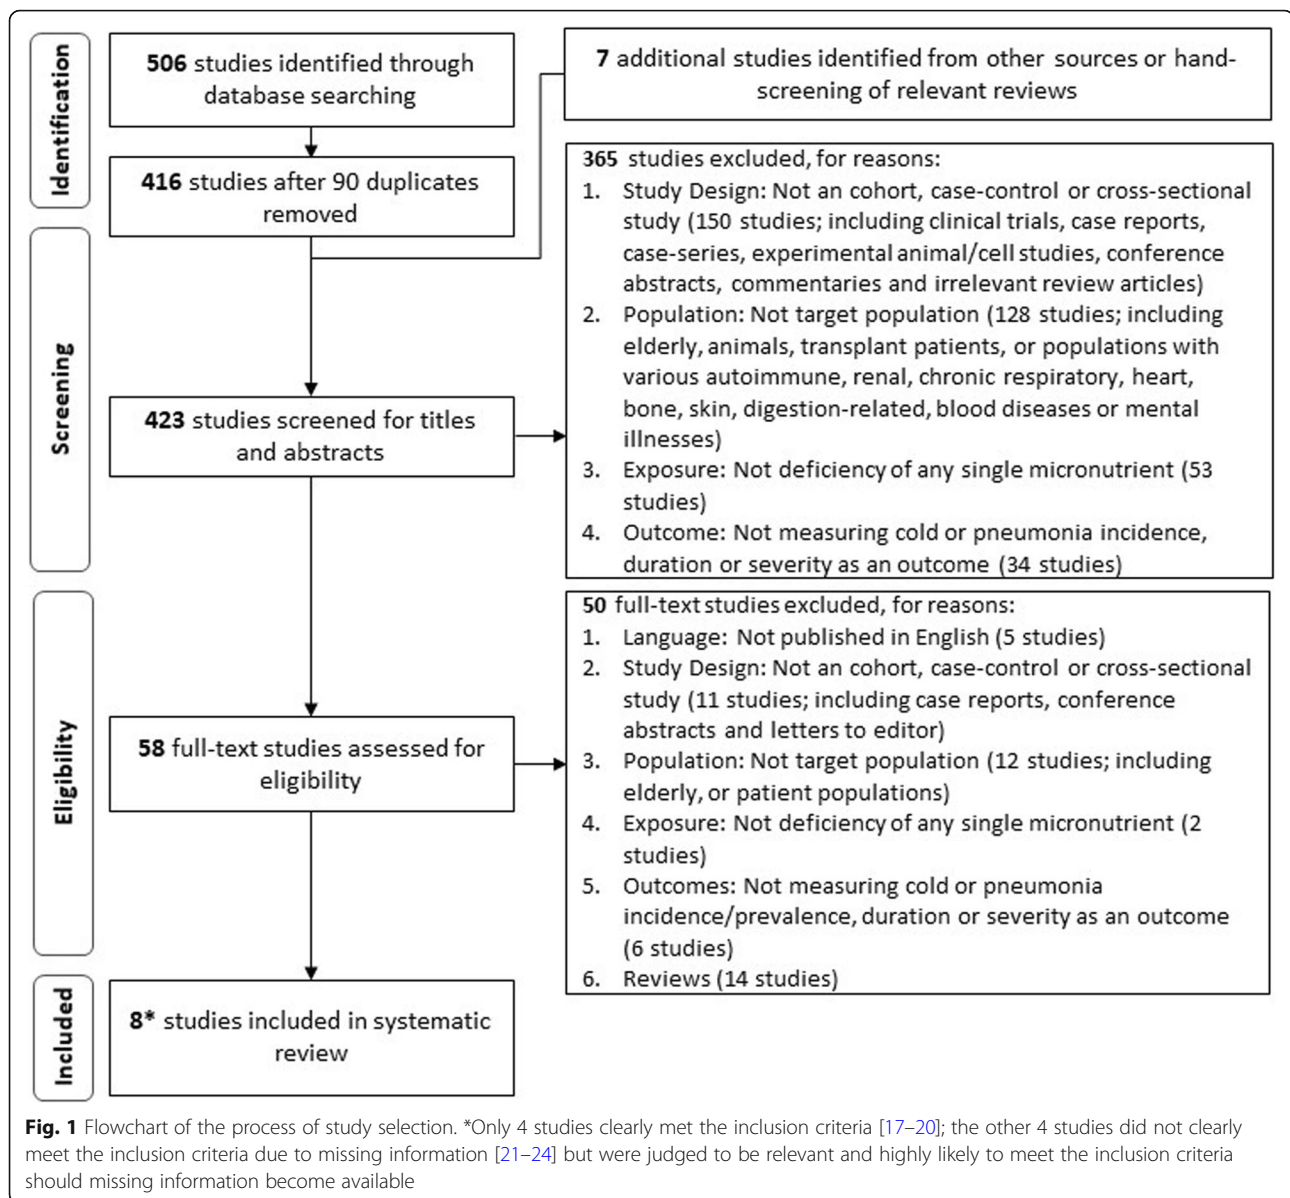 Identification
506 studies identified through
database searching
7 additional studies identified from other sources or hand-
screening of relevant reviews
416 studies after 90 duplicates
removed
Screening
423 studies screened for titles
and abstracts
365 studies excluded, for reasons:
1. Study Design: Not an cohort, case-control or cross-sectional
study (150 studies; including clinical trials, case reports,
case-series, experimental animal/cell studies, conference
abstracts, commentaries and irrelevant review articles)
2. Population: Not target population (128 studies; including
elderly, animals, transplant patients, or populations with
various autoimmune, renal, chronic respiratory, heart,
bone, skin, digestion-related, blood diseases or mental
illnesses)
3. Exposure: Not deficiency of any single micronutrient (53
studies)
4. Outcome: Not measuring cold or pneumonia incidence,
duration or severity as an outcome (34 studies)
Eligibility
58 full-text studies assessed for
eligibility
50 full-text studies excluded, for reasons:
1. Language: Not published in English (5 studies)
2. Study Design: Not an cohort, case-control or cross-sectional
study (11 studies; including case reports, conference
abstracts and letters to editor)
3. Population: Not target population (12 studies; including
elderly, or patient populations)
4. Exposure: Not deficiency of any single micronutrient (2
studies)
5. Outcomes: Not measuring cold or pneumonia
incidence/prevalence, duration or severity as an outcome
(6 studies)
6. Reviews (14 studies)
Included
8* studies included in systematic
review
Fig. 1 Flowchart of the process of study selection. *Only 4 studies clearly met the inclusion criteria [17–20]; the other 4 studies did not clearly
meet the inclusion criteria due to missing information [21–24] but were judged to be relevant and highly likely to meet the inclusion criteria
should missing information become available